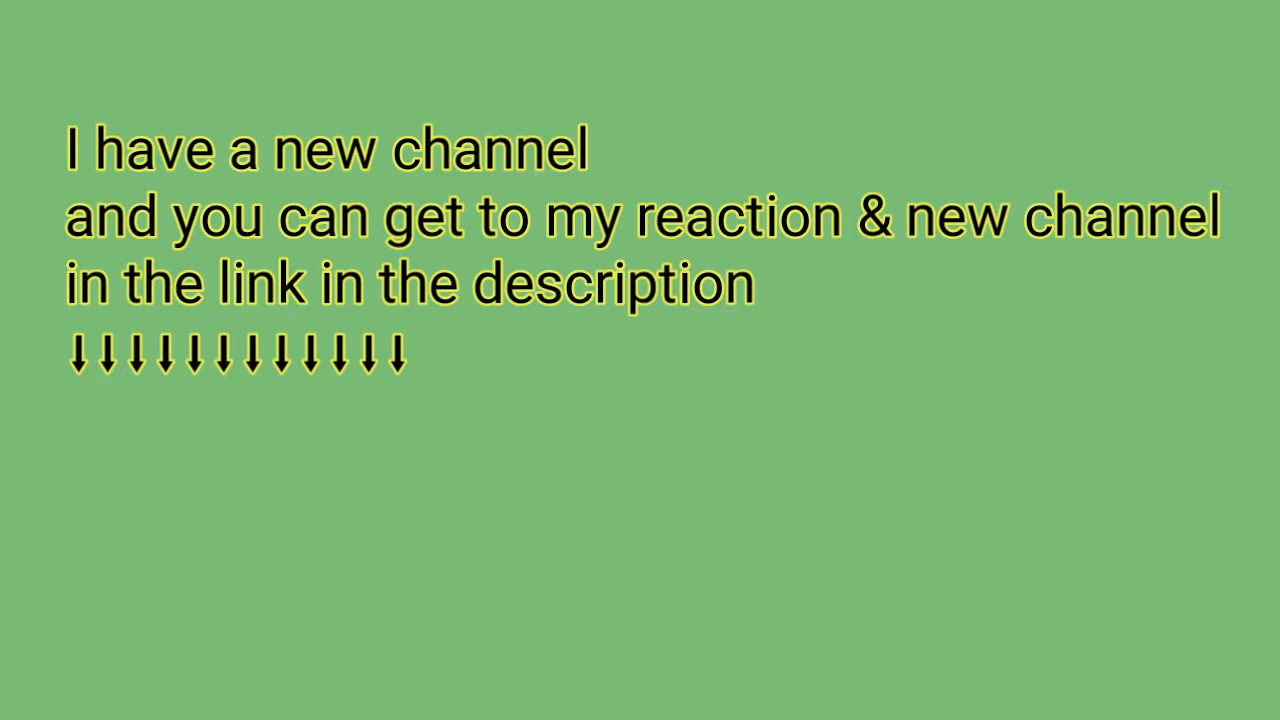 I have a new channel
and you can get to my reaction & new channel
in the link in the description
⬇⬇⬇⬇⬇⬇⬇⬇⬇⬇⬇⬇